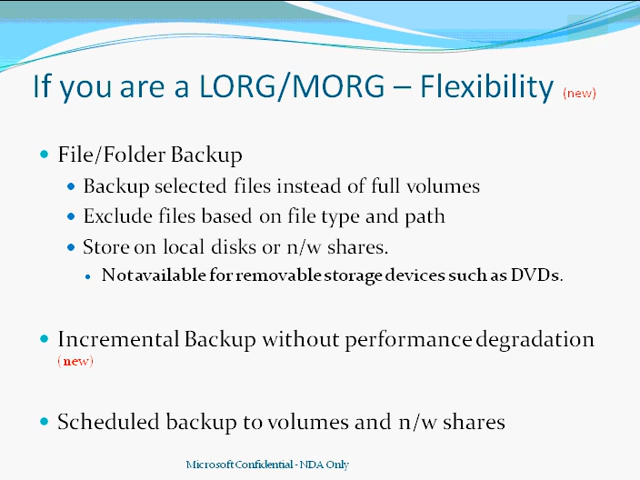 If you are a LORG/MORG – Flexibility (new)
File/Folder Backup
Backup selected files instead of full volumes
Exclude files based on file type and path
Store on local disks or n/w shares.
Not available for removable storage devices such as DVDs.
Incremental Backup without performance degradation
(new)
Scheduled backup to volumes and n/w shares
Microsoft Confidential - NDA Only